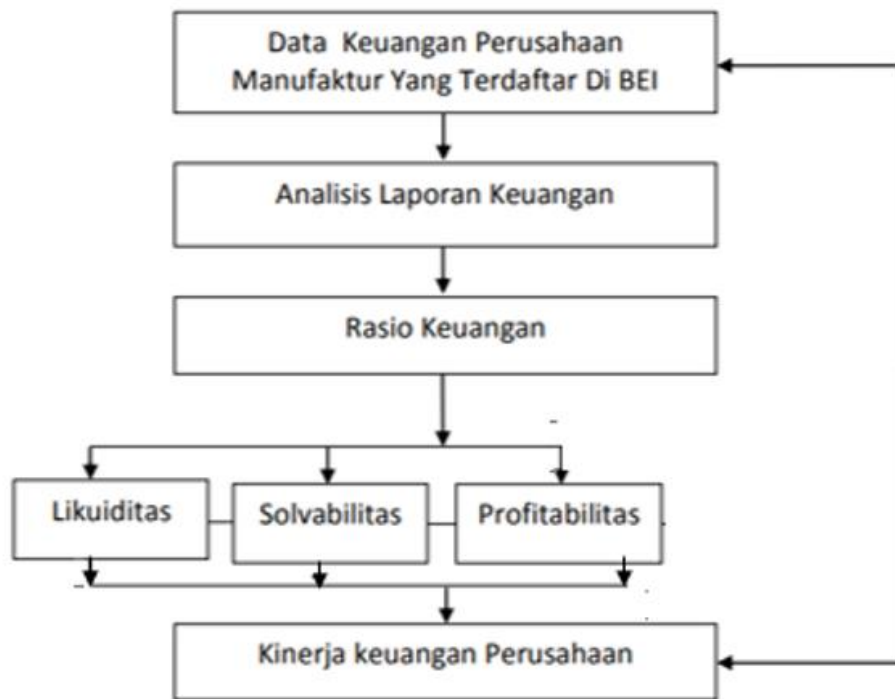 Data Keuangan Perusahaan
Manufaktur Yang Terdaftar Di BEI
Analisis Laporan Keuangan
Rasio Keuangan
Likuiditas
Solvabilitas
Profitabilitas
Kinerja keuangan Perusahaan